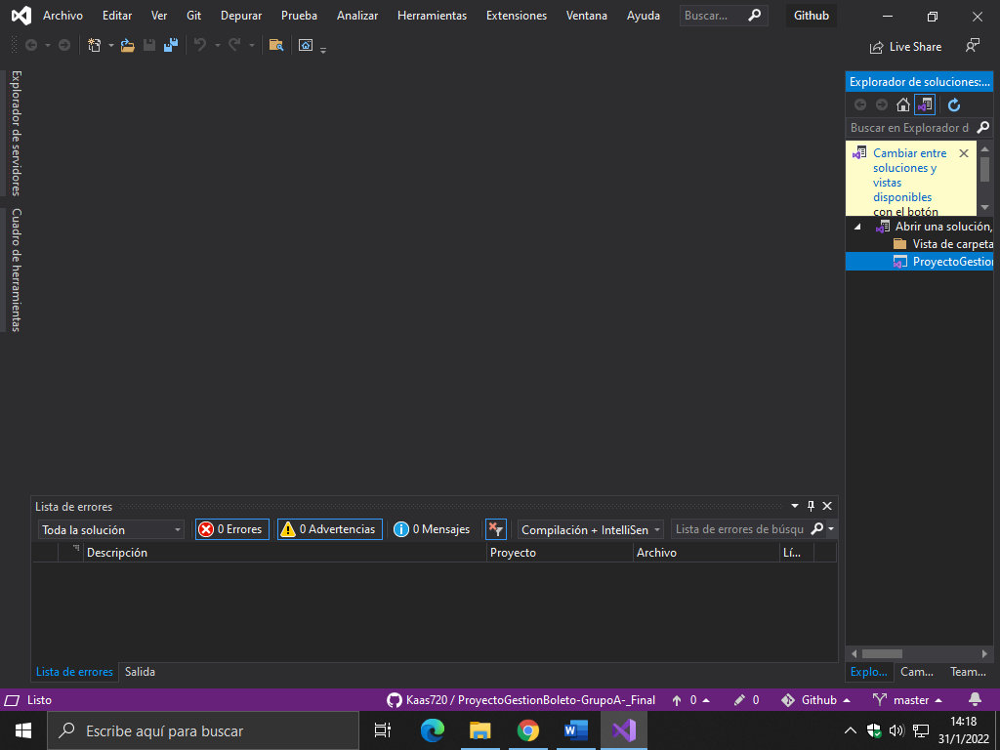 Archivo Editar Ver Git Depurar Prueba Analizar Herramientas Extensiones Ventana Ayuda Buscar... Github
Live Share
Explorador de servidores
Cuadro de herramientas
Explorador de soluciones:...
Buscar en Explorador d
Cambiar entre
soluciones y
vistas
disponibles
con el botón
Abrir una solución,
Vista de carpeta
ProyectoGestion
Lista de errores
Toda la solución 0 Errores 0 Advertencias 0 Mensajes Compilación + IntelliSen Lista de errores de búsqu
Descripción Proyecto Archivo Lí...
Lista de errores Salida
Explo... Cam... Team...
Listo Kaas720 / ProyectoGestionBoleto-GrupoA-_Final 0 0 Github master
Escribe aquí para buscar
14:18
31/1/2022